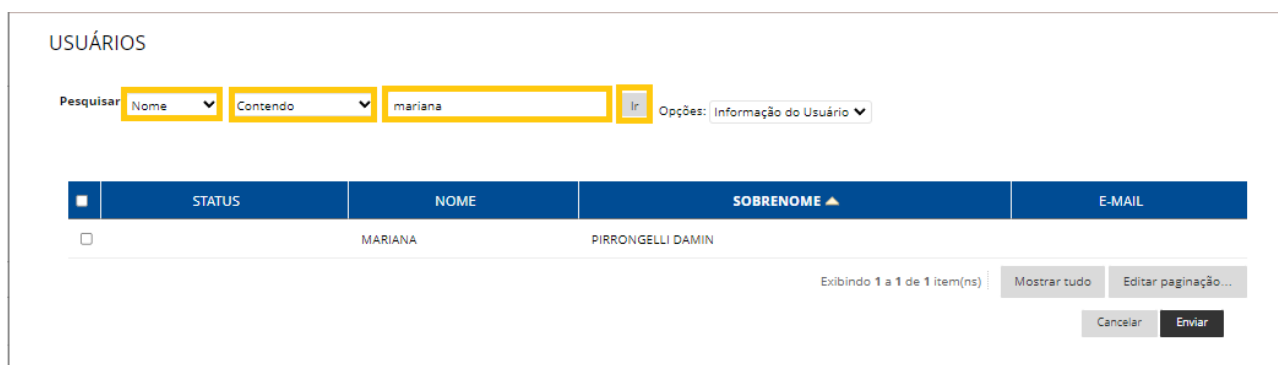 USUÁRIOS
Pesquisar Nome Contendo mariana Ir Opções: Informação do Usuário
STATUS NOME SOBRENOME E-MAIL
MARIANA PIRRONGELLI DAMIN
Exibindo 1 a 1 de 1 item(ns) Mostrar tudo Editar paginação...
Cancelar Enviar